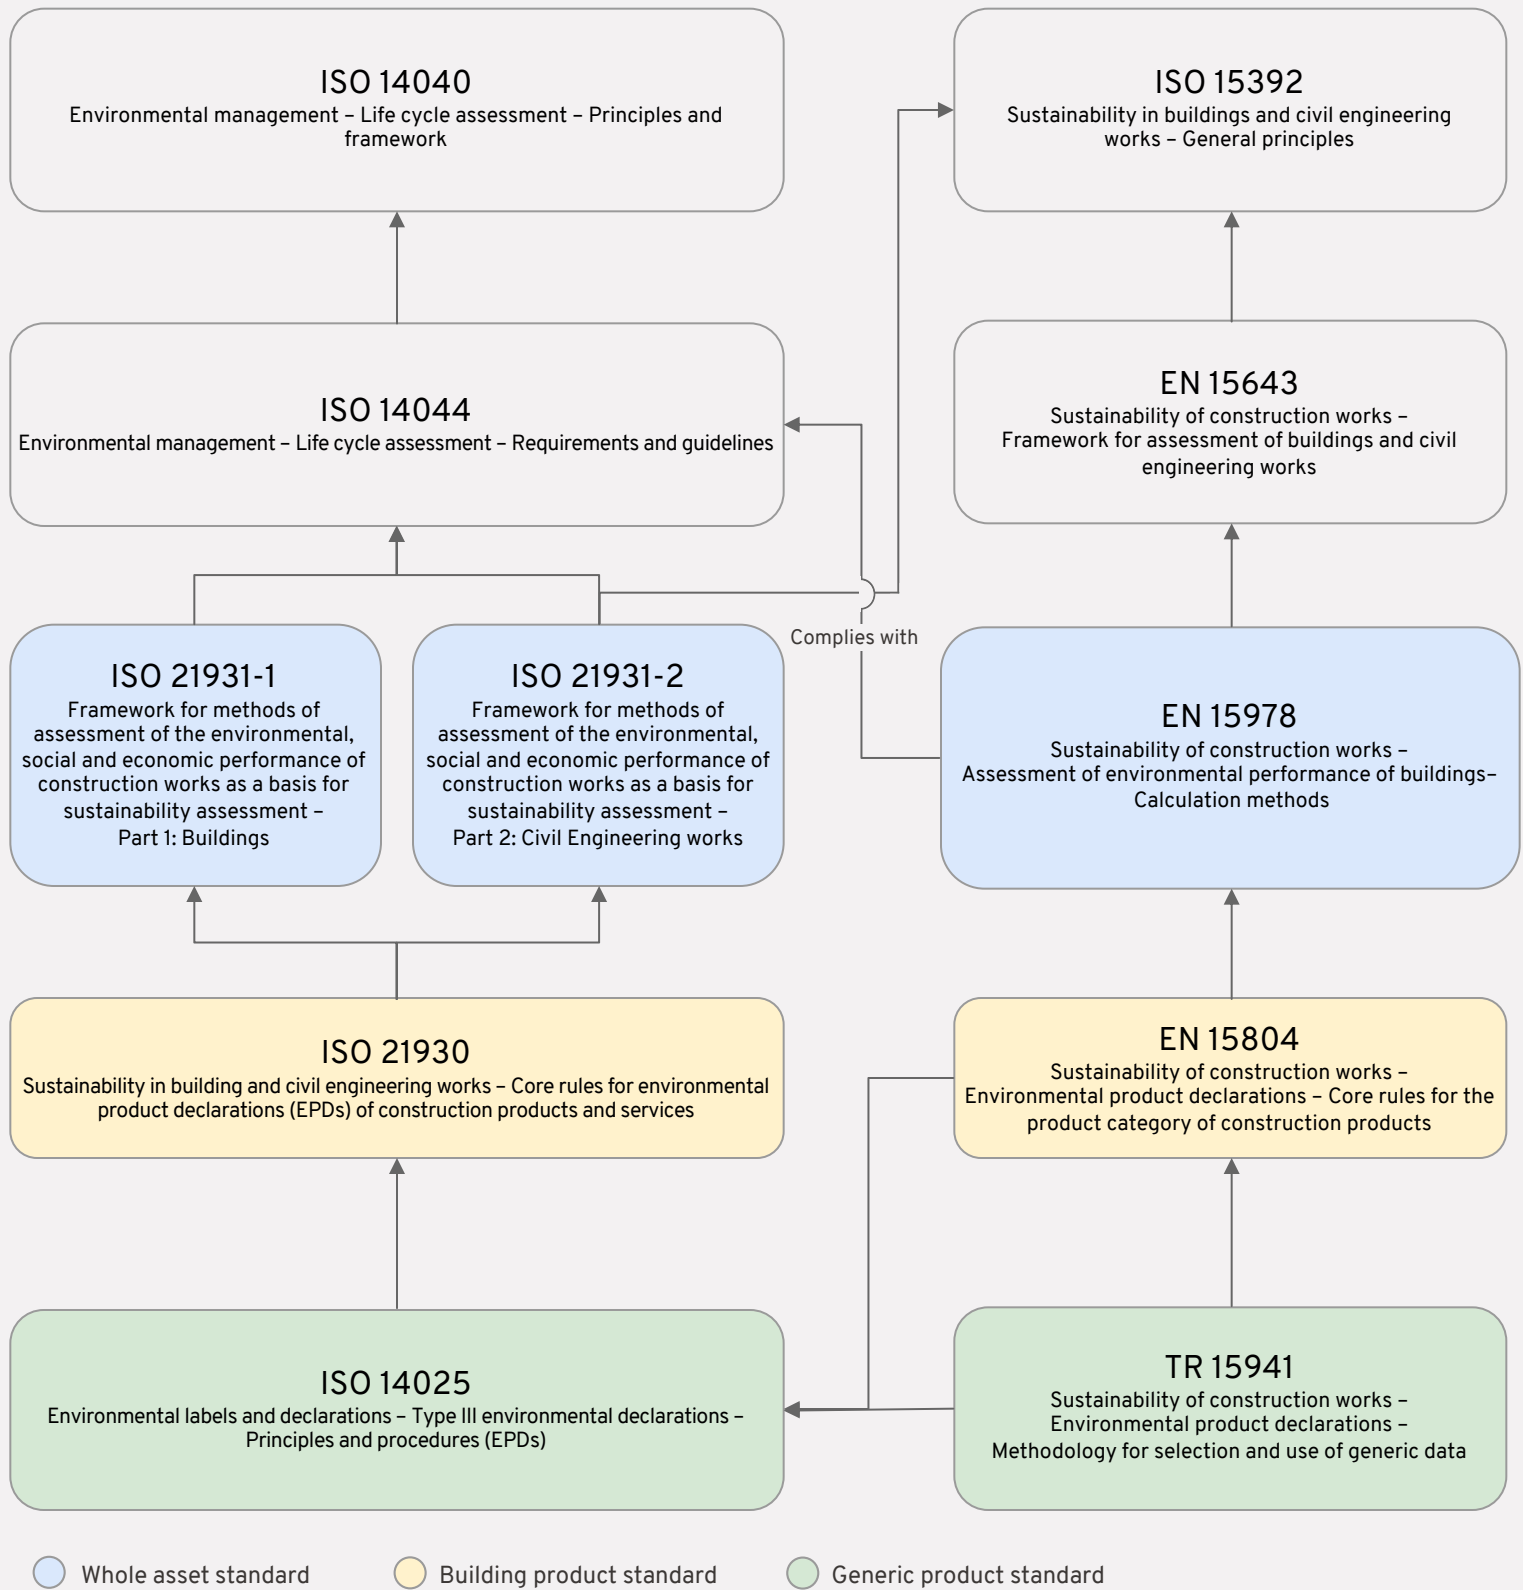 ISO 14040
Environmental management – Life cycle assessment – Principles and
framework
ISO 15392
Sustainability in buildings and civil engineering
works – General principles
ISO 14044
Environmental management – Life cycle assessment – Requirements and guidelines
EN 15643
Sustainability of construction works –
Framework for assessment of buildings and civil
engineering works
Complies with
ISO 21931-1
Framework for methods of
assessment of the environmental,
social and economic performance of
construction works as a basis for
sustainability assessment –
Part 1: Buildings
ISO 21931-2
Framework for methods of
assessment of the environmental,
social and economic performance of
construction works as a basis for
sustainability assessment –
Part 2: Civil Engineering works
EN 15978
Sustainability of construction works –
Assessment of environmental performance of buildings–
Calculation methods
ISO 21930
Sustainability in building and civil engineering works – Core rules for environmental
product declarations (EPDs) of construction products and services
EN 15804
Sustainability of construction works –
Environmental product declarations – Core rules for the
product category of construction products
ISO 14025
Environmental labels and declarations – Type III environmental declarations –
Principles and procedures (EPDs)
TR 15941
Sustainability of construction works –
Environmental product declarations –
Methodology for selection and use of generic data
Whole asset standard
Building product standard
Generic product standard